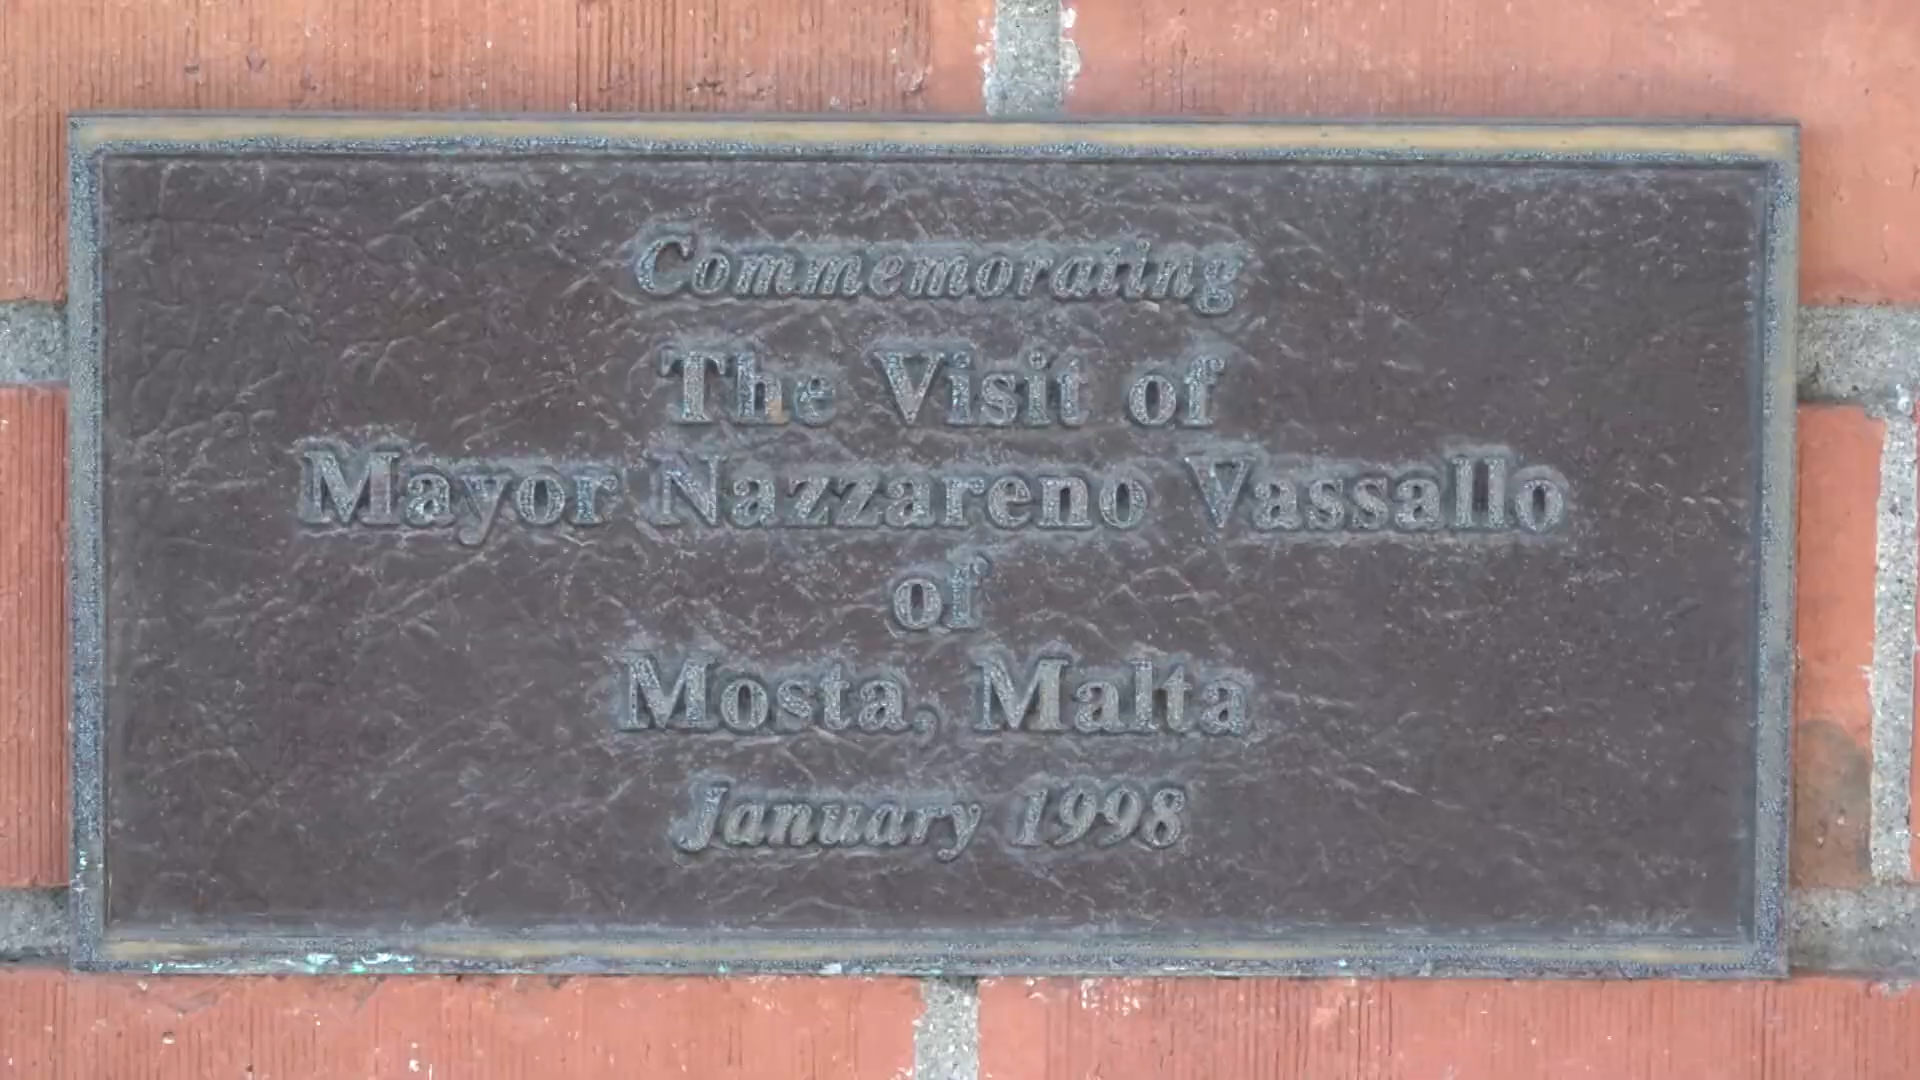 Commemorating
The Visit of
Mayor Nazzareno Vassallo
of
Mosta, Malta
January 1998